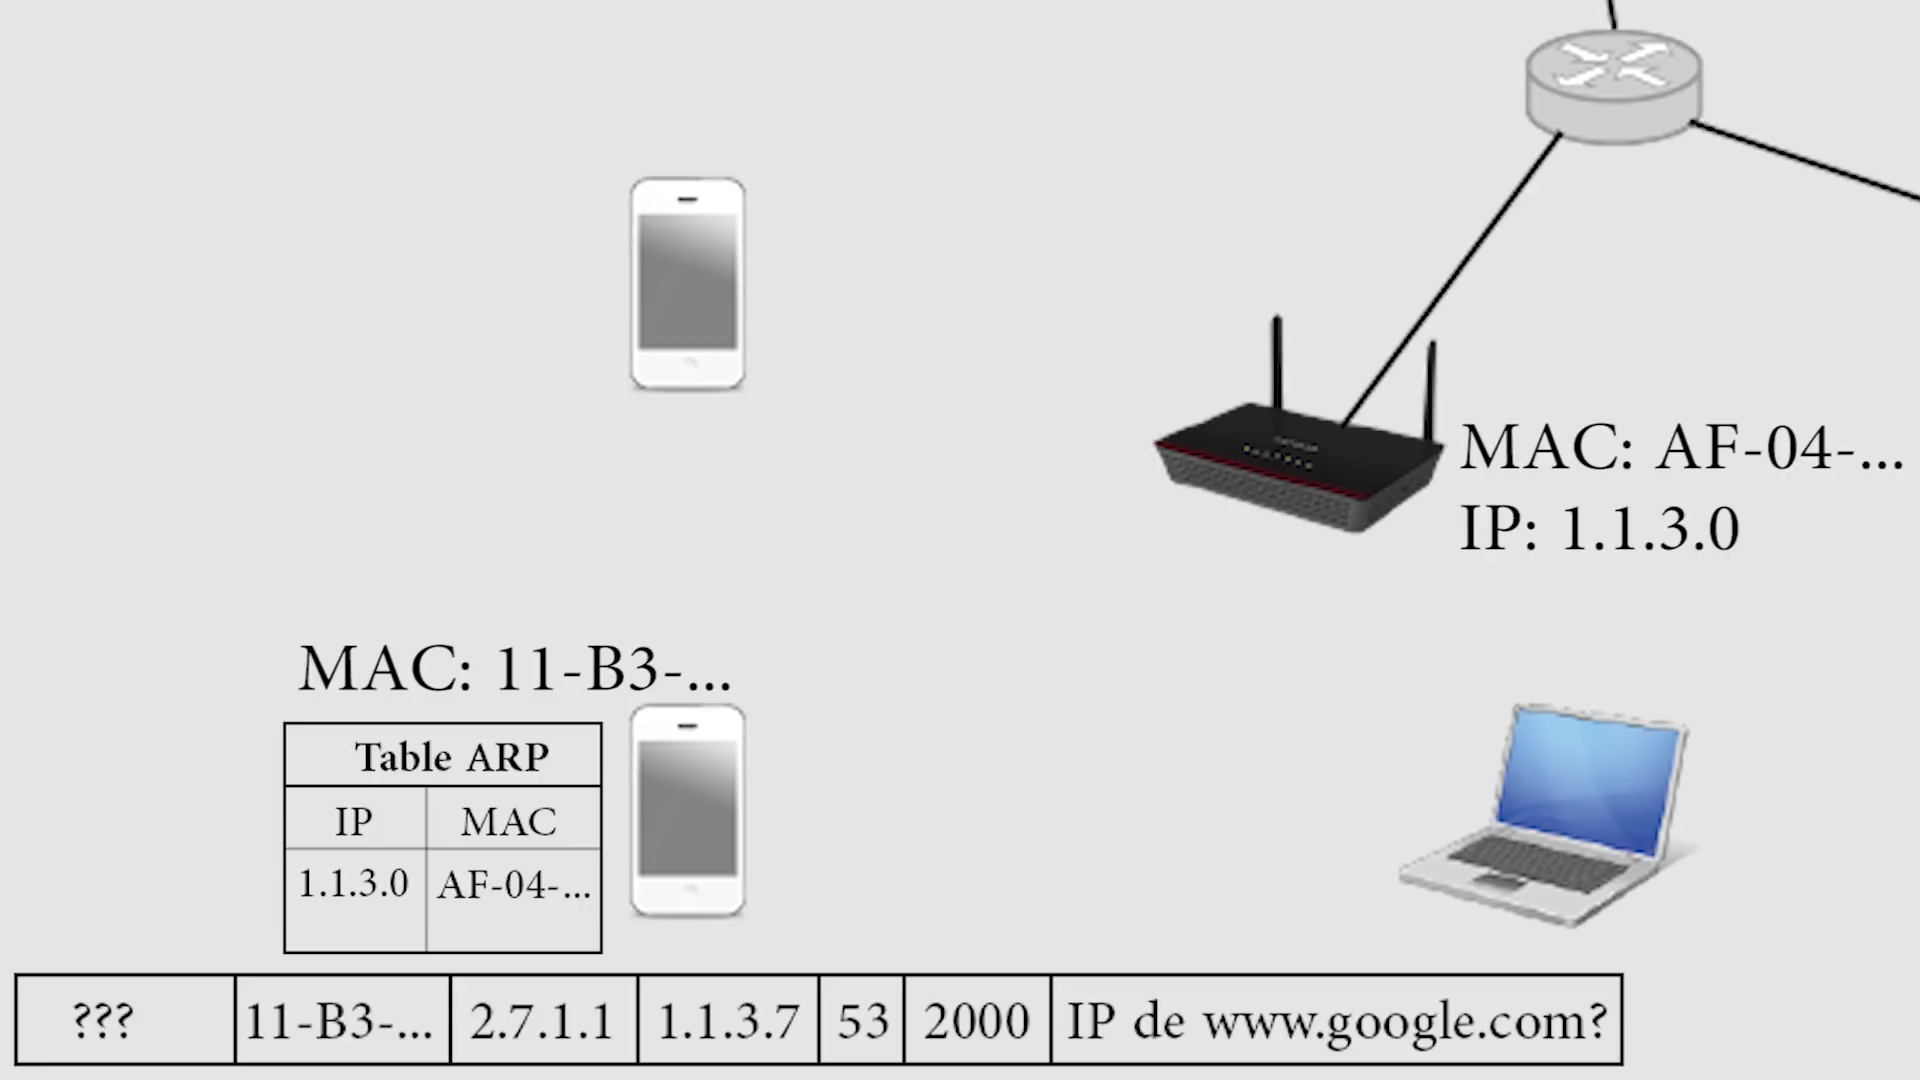 MAC: AF-04-...
IP: 1.1.3.0
MAC: 11-B3-...
Table ARP
IP MAC
1.1.3.0 AF-04-...
??? 11-B3-... 2.7.1.1 1.1.3.7 53 2000 IP de www.google.com?